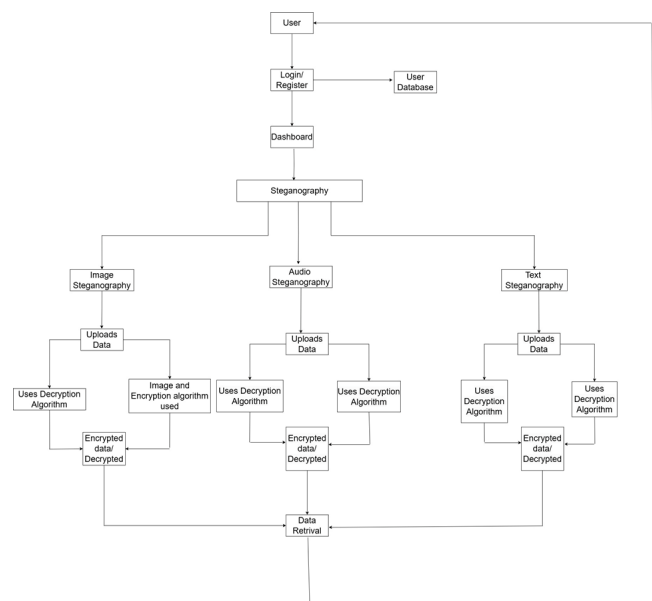 User
Login/
Register
User
Database
Dashboard
Steganography
Image
Steganography
Audio
Steganography
Text
Steganography
Uploads
Data
Uploads
Data
Uploads
Data
Uses Decryption
Algorithm
Image and
Encryption algorithm
used
Uses Decryption
Algorithm
Uses Decryption
Algorithm
Uses
Decryption
Algorithm
Uses
Decryption
Algorithm
Encrypted
data/
Decrypted
Encrypted
data/
Decrypted
Encrypted
data/
Decrypted
Data
Retrival